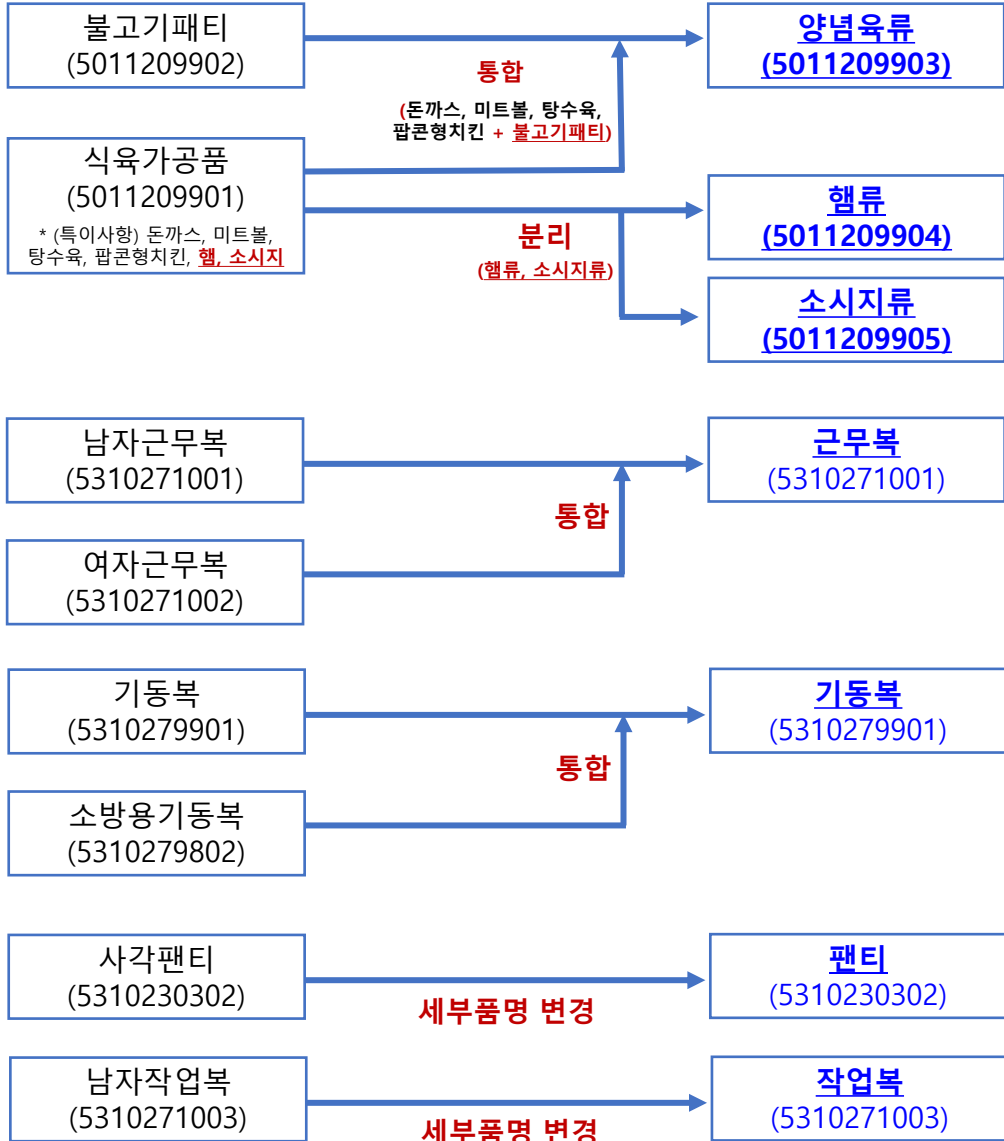 불고기패티
(5011209902)
양념육류
(5011209903)
통합
(돈까스, 미트볼, 탕수육,
팝콘형치킨 + 불고기패티)
식육가공품
(5011209901)
* (특이사항) 돈까스, 미트볼,
탕수육, 팝콘형치킨, 햄, 소시지
햄류
(5011209904)
분리
(햄류, 소시지류)
소시지류
(5011209905)
남자근무복
(5310271001)
근무복
(5310271001)
통합
여자근무복
(5310271002)
기동복
(5310279901)
기동복
(5310279901)
통합
소방용기동복
(5310279802)
사각팬티
(5310230302)
팬티
(5310230302)
세부품명 변경
남자작업복
(5310271003)
작업복
(5310271003)
세부품명 변경